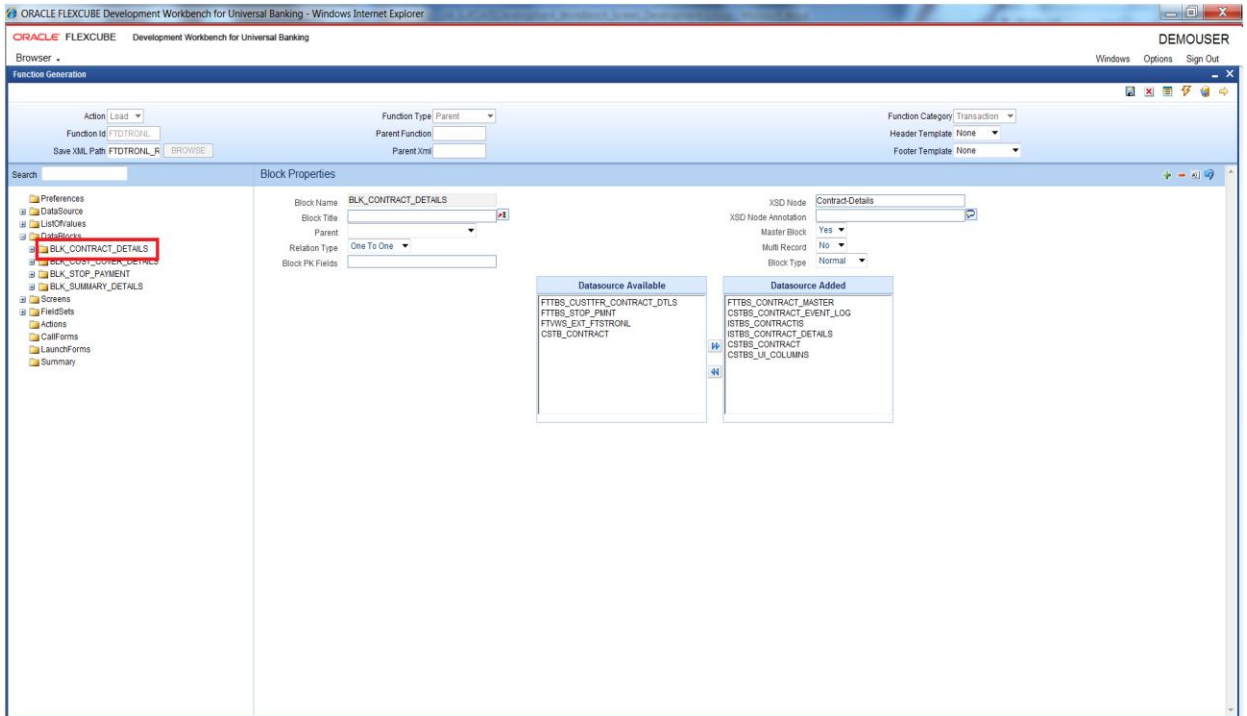 ORACLE FLEXCUBE Development Workbench for Universal Banking - Windows Internet Explorer
ORACLE FLEXCUBE Development Workbench for Universal Banking
DEMOUSER
Browser
Windows Options Sign Out
Function Generation
Action Load
Function Type Parent
Function Category Transaction
Function Id FTDTRONL
Parent Function
Header Template None
Save XML Path FTDTRONL_R BROWSE
Parent Xml
Footer Template None
Search
Block Properties
Preferences
DataSource
ListOfValues
DataBlocks
BLK_CONTRACT_DETAILS
BLK_CUST_COVER_DETAILS
BLK_STOP_PAYMENT
BLK_SUMMARY_DETAILS
Screens
FieldSets
Actions
CallForms
LaunchForms
Summary
Block Name BLK_CONTRACT_DETAILS
Block Title
Parent
Relation Type One To One
Block PK Fields
XSD Node Contract-Details
XSD Node Annotation
Master Block Yes
Multi Record No
Block Type Normal
Datasource Available
FTTBS_CUSTTFR_CONTRACT_DTLS
FTTBS_STOP_PMNT
FTVWS_EXT_FTSTRONL
CSTB_CONTRACT
Datasource Added
FTTBS_CONTRACT_MASTER
CSTBS_CONTRACT_EVENT_LOG
ISTBS_CONTRACTIS
ISTBS_CONTRACT_DETAILS
CSTBS_CONTRACT
CSTBS_UI_COLUMNS